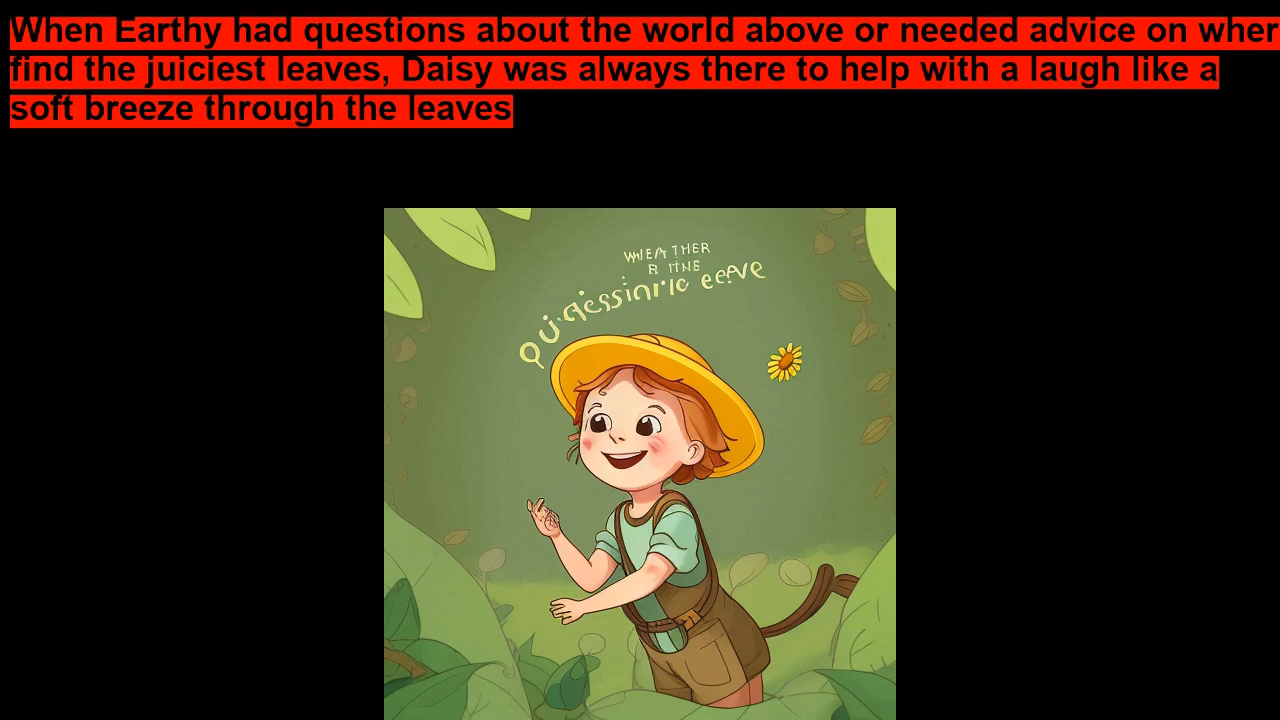 When Earthy had questions about the world above or needed advice on wher
find the juiciest leaves, Daisy was always there to help with a laugh like a
soft breeze through the leaves